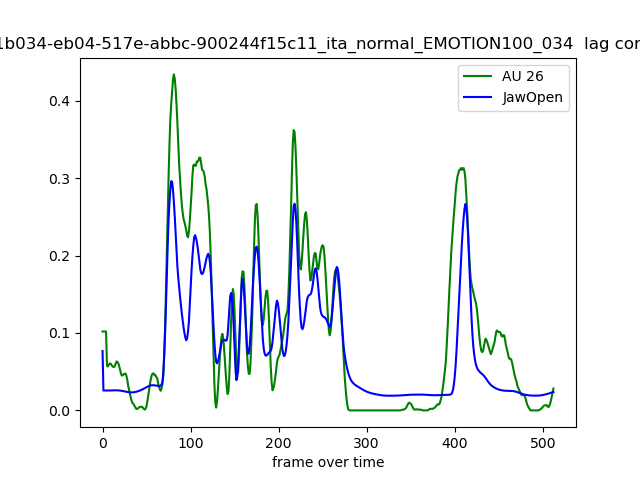 1b034-eb04-517e-abbc-900244f15c11_ita_normal_EMOTION100_034 lag cor
AU 26
JawOpen
0.4
0.3
0.2
0.1
0.0
0 100 200 300 400 500
frame over time